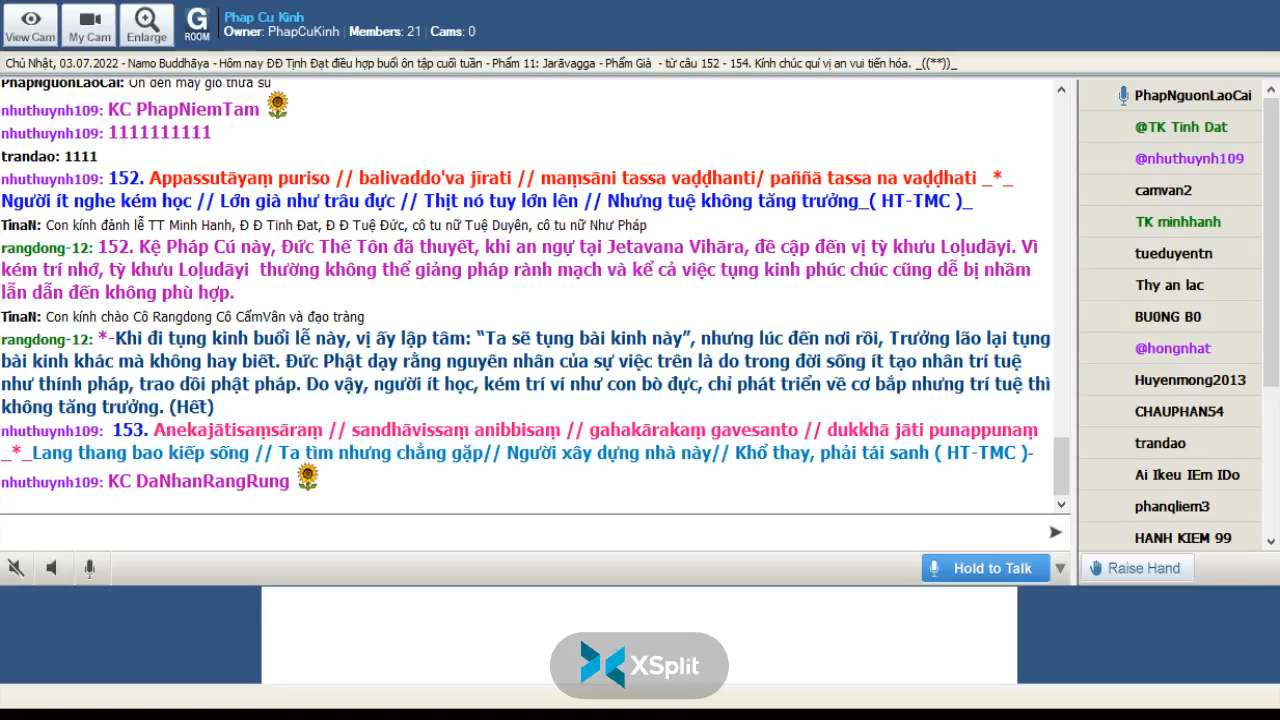 View Cam
My Cam
Enlarge
G
ROOM
Phap Cu Kinh
Owner: PhapCuKinh | Members: 21 | Cams: 0
Chủ Nhật, 03.07.2022 - Namo Buddhāya - Hôm nay ĐĐ Tịnh Đạt điều hợp buổi ôn tập cuối tuần - Phẩm 11: Jarāvagga - Phẩm Già - từ câu 152 - 154. Kính chúc quí vị an vui tiến hóa. _((**))_
PhapNguonLaoCai: Ôn đến mấy giờ thưa sư
nhuthuynh109: KC PhapNiemTam
nhuthuynh109: 1111111111
trandao: 1111
nhuthuynh109: 152. Appassutāyaṃ puriso // balivaddo'va jīrati // maṃsāni tassa vaḍḍhanti/ paññā tassa na vaḍḍhati _*_
Người ít nghe kém học // Lớn già như trâu đực // Thịt nó tuy lớn lên // Nhưng tuệ không tăng trưởng_( HT-TMC )_
TinaN: Con kính đảnh lễ TT Minh Hanh, Đ Đ Tinh Đat, Đ Đ Tuệ Đức, cô tu nữ Tuệ Duyên, cô tu nữ Như Pháp
rangdong-12: 152. Kệ Pháp Cú này, Đức Thế Tôn đã thuyết, khi an ngự tại Jetavana Vihāra, đề cập đến vị tỳ khưu Loḷudāyi. Vì
kém trí nhớ, tỳ khưu Loḷudāyi thường không thể giảng pháp rành mạch và kể cả việc tụng kinh phúc chúc cũng dễ bị nhầm
lẫn dẫn đến không phù hợp.
TinaN: Con kính chào Cô Rangdong Cô CẩmVân và đạo tràng
rangdong-12: *-Khi đi tụng kinh buổi lễ này, vị ấy lập tâm: “Ta sẽ tụng bài kinh này”, nhưng lúc đến nơi rồi, Trưởng lão lại tụng
bài kinh khác mà không hay biết. Đức Phật dạy rằng nguyên nhân của sự việc trên là do trong đời sống ít tạo nhân trí tuệ
như thính pháp, trao dồi phật pháp. Do vậy, người ít học, kém trí ví như con bò đực, chỉ phát triển về cơ bắp nhưng trí tuệ thì
không tăng trưởng. (Hết)
nhuthuynh109: 153. Anekajātisaṃsāraṃ // sandhāvissaṃ anibbisaṃ // gahakārakaṃ gavesanto // dukkhā jāti punappunaṃ
_*_Lang thang bao kiếp sống // Ta tìm nhưng chẳng gặp// Người xây dựng nhà này// Khổ thay, phải tái sanh ( HT-TMC )-
nhuthuynh109: KC DaNhanRangRung
Hold to Talk
PhapNguonLaoCai
@TK Tinh Dat
@nhuthuynh109
camvan2
TK minhhanh
tueduyentn
Thy an lac
BU0NG B0
@hongnhat
Huyenmong2013
CHAUPHAN54
trandao
Ai Ikeu IEm IDo
phanqliem3
HANH KIEM 99
Raise Hand
XSplit